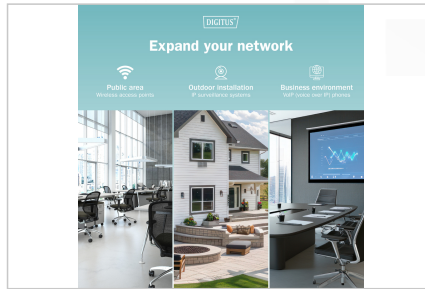 DIGITUS
Expand your network
Public area
Wireless access points
Outdoor installation
IP surveillance systems
Business environment
VoIP (voice over IP) phones